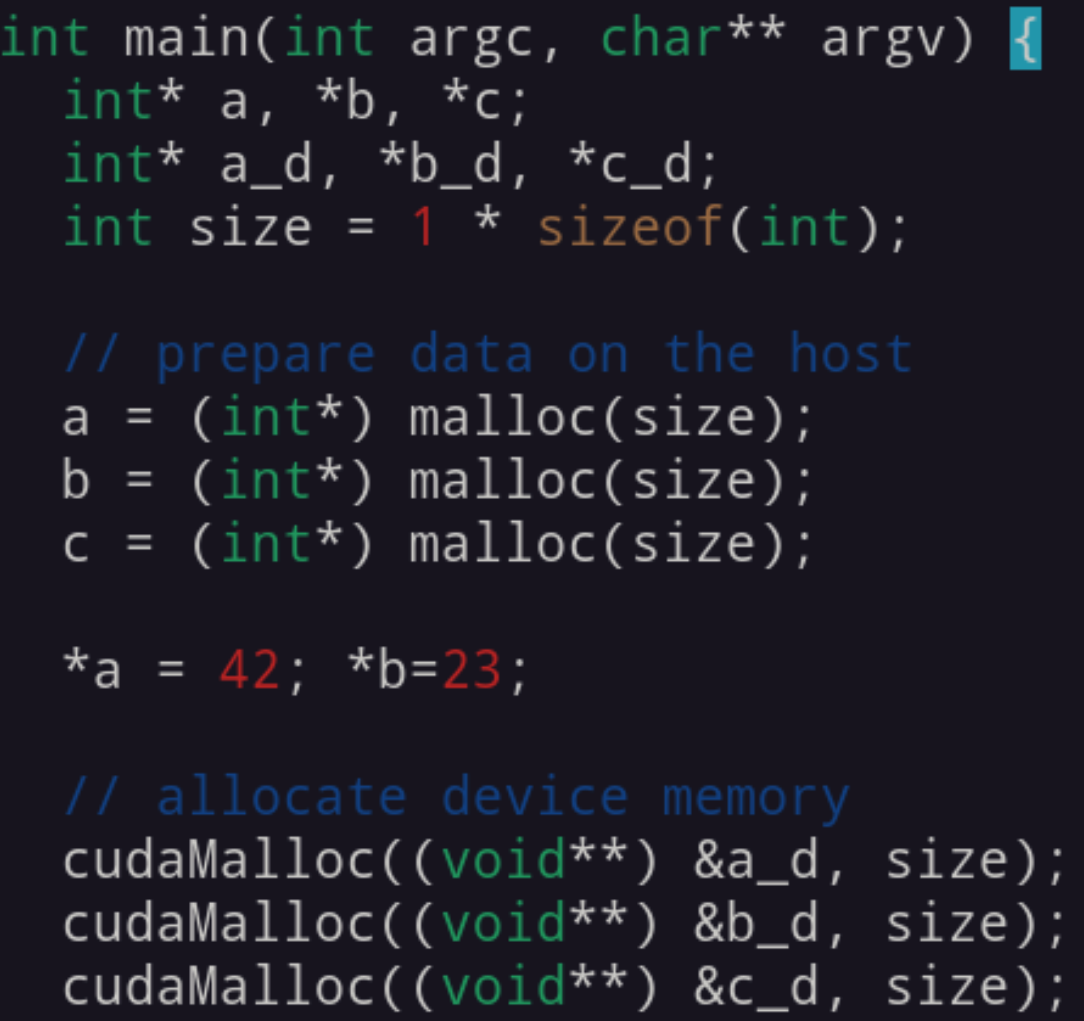 int main(int argc, char** argv) {
  int* a, *b, *c;
  int* a_d, *b_d, *c_d;
  int size = 1 * sizeof(int);

  // prepare data on the host
  a = (int*) malloc(size);
  b = (int*) malloc(size);
  c = (int*) malloc(size);

  *a = 42; *b=23;

  // allocate device memory
  cudaMalloc((void**) &a_d, size);
  cudaMalloc((void**) &b_d, size);
  cudaMalloc((void**) &c_d, size);